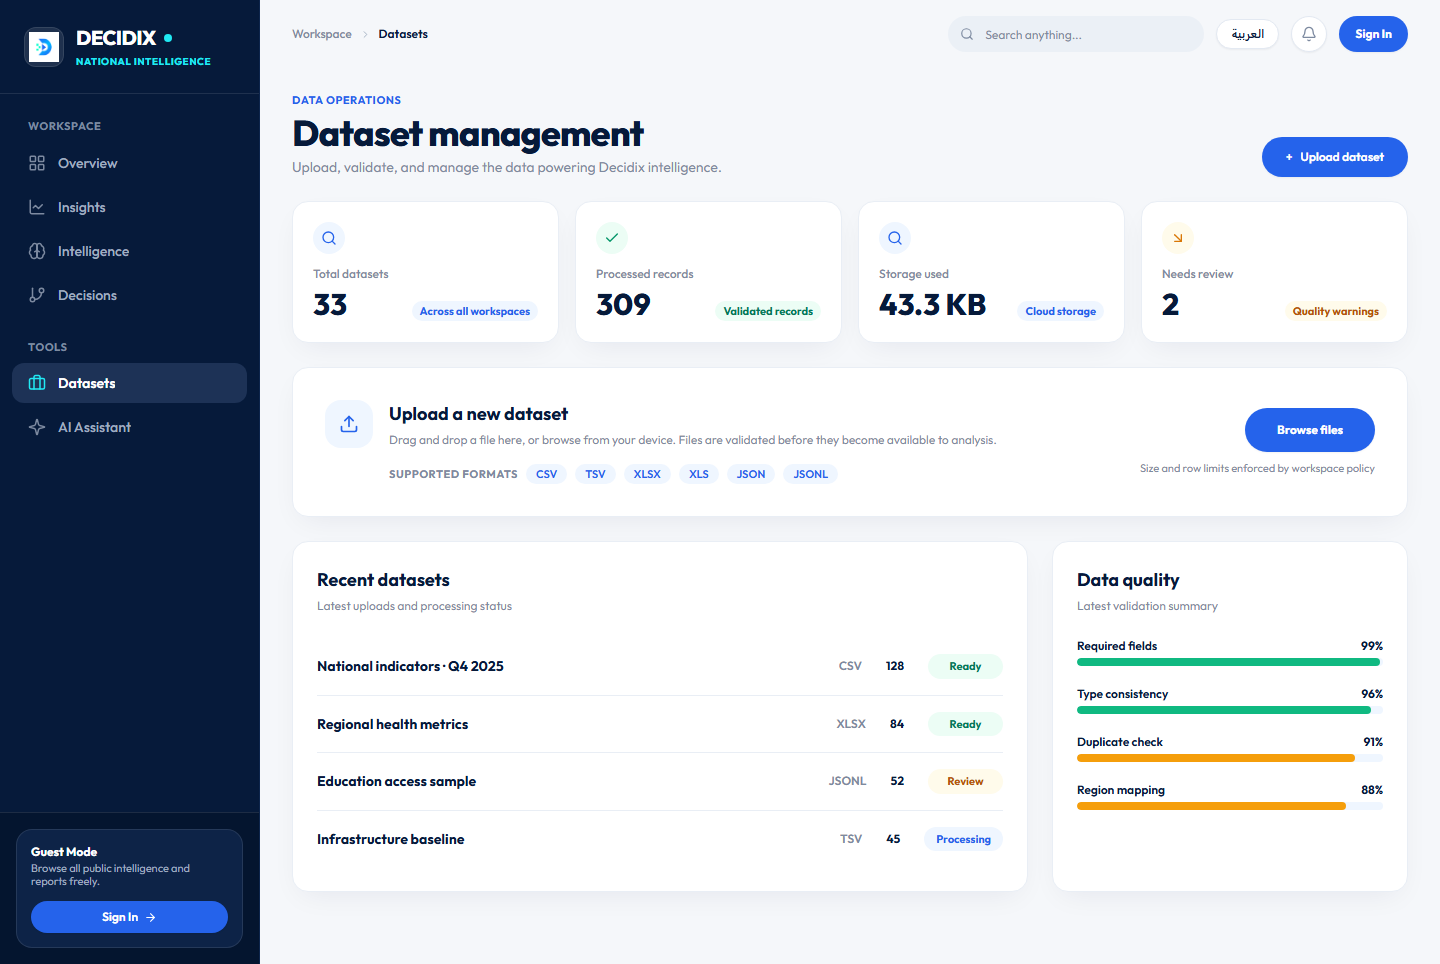 DECIDIX
NATIONAL INTELLIGENCE
WORKSPACE
Overview
Insights
Intelligence
Decisions
TOOLS
Datasets
AI Assistant
Guest Mode
Browse all public intelligence and
reports freely.
Sign In →
Workspace > Datasets
Search anything...
العربية
Sign In
DATA OPERATIONS
Dataset management
Upload, validate, and manage the data powering Decidix intelligence.
+ Upload dataset
Total datasets
33
Across all workspaces
Processed records
309
Validated records
Storage used
43.3 KB
Cloud storage
Needs review
2
Quality warnings
Upload a new dataset
Drag and drop a file here, or browse from your device. Files are validated before they become available to analysis.
SUPPORTED FORMATS CSV TSV XLSX XLS JSON JSONL
Browse files
Size and row limits enforced by workspace policy
Recent datasets
Latest uploads and processing status
National indicators · Q4 2025 CSV 128 Ready
Regional health metrics XLSX 84 Ready
Education access sample JSONL 52 Review
Infrastructure baseline TSV 45 Processing
Data quality
Latest validation summary
Required fields 99%
Type consistency 96%
Duplicate check 91%
Region mapping 88%